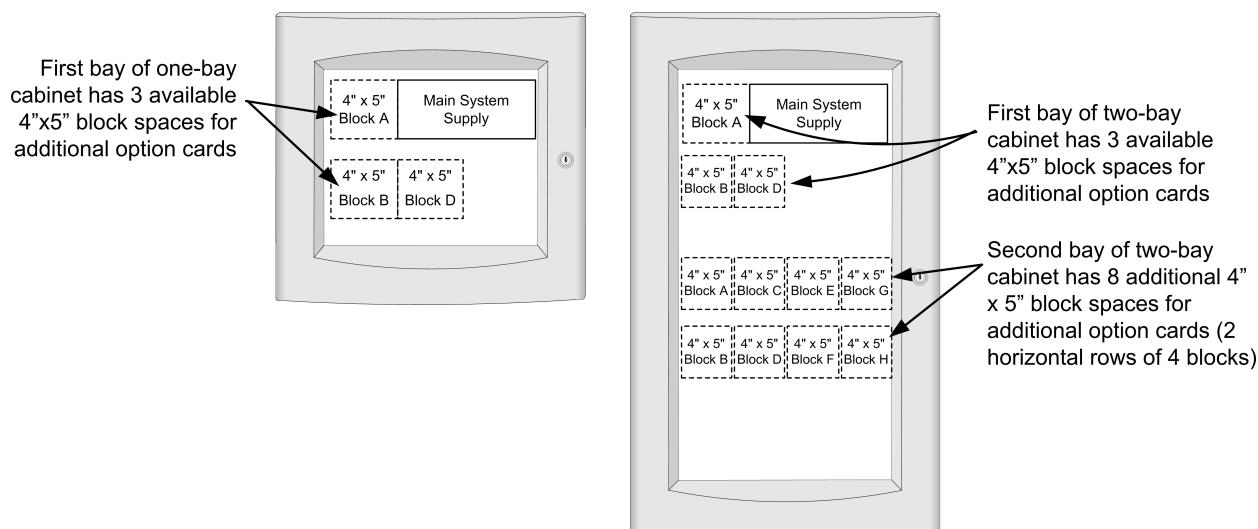 First bay of one-bay
cabinet has 3 available
4”x5” block spaces for
additional option cards
4" x 5"
Block A
Main System
Supply
4" x 5"
Block B
4" x 5"
Block D
4" x 5"
Block A
Main System
Supply
4" x 5"
Block B
4" x 5"
Block D
4" x 5"
Block A
4" x 5"
Block C
4" x 5"
Block E
4" x 5"
Block G
4" x 5"
Block B
4" x 5"
Block D
4" x 5"
Block F
4" x 5"
Block H
First bay of two-bay
cabinet has 3 available
4”x5” block spaces for
additional option cards
Second bay of two-bay
cabinet has 8 additional 4”
x 5” block spaces for
additional option cards (2
horizontal rows of 4 blocks)